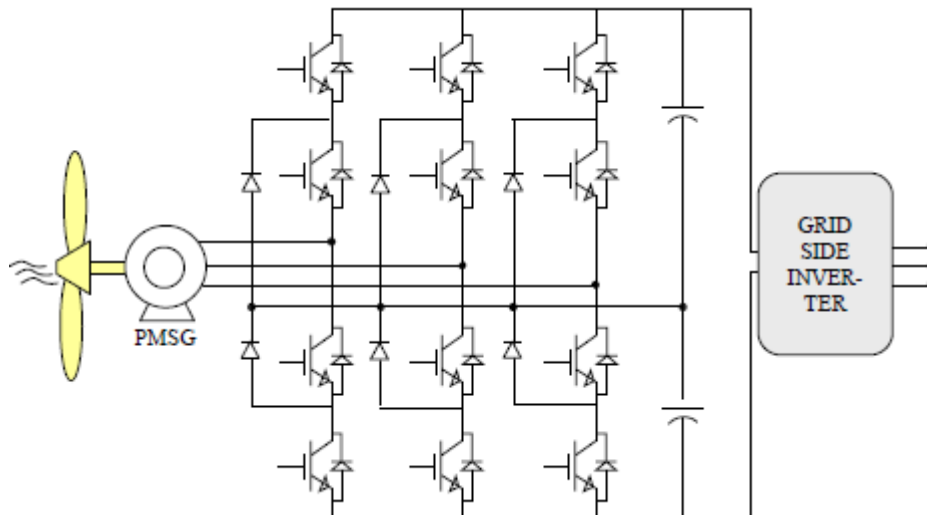 PMSG
GRID
SIDE
INVER-
TER